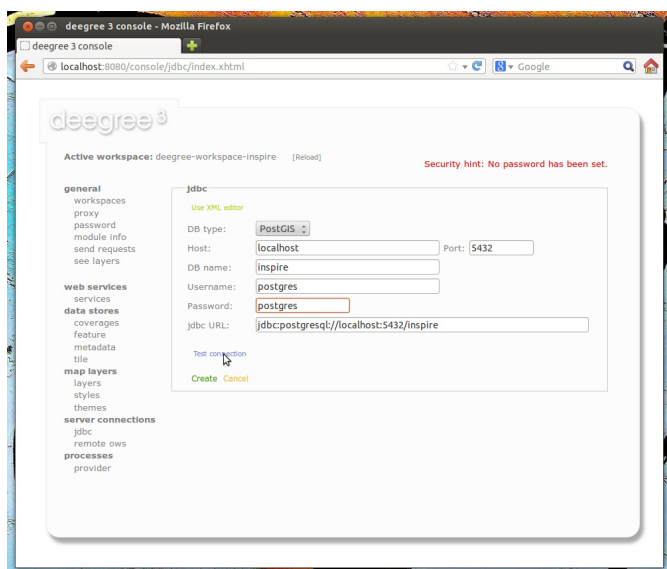 deegree 3 console - Mozilla Firefox
deegree 3 console
localhost:8080/console/jdbc/index.xhtml
Google
deegree 3
Active workspace: deegree-workspace-inspire [Reload]
Security hint: No password has been set.
general
workspaces
proxy
password
module info
send requests
see layers
web services
services
data stores
coverages
feature
metadata
tile
map layers
layers
styles
themes
server connections
jdbc
remote ows
processes
provider
jdbc
Use XML editor
DB type: PostGIS
Host: localhost Port: 5432
DB name: inspire
Username: postgres
Password: postgres
jdbc URL: jdbc:postgresql://localhost:5432/inspire
Test connection
Create Cancel